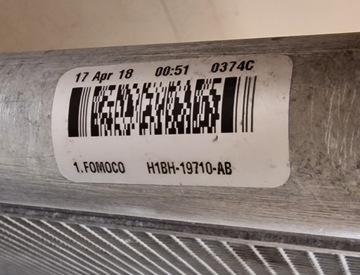 17 Apr 18 00:51 0374C
1.FOMOCO H1BH-19710-AB